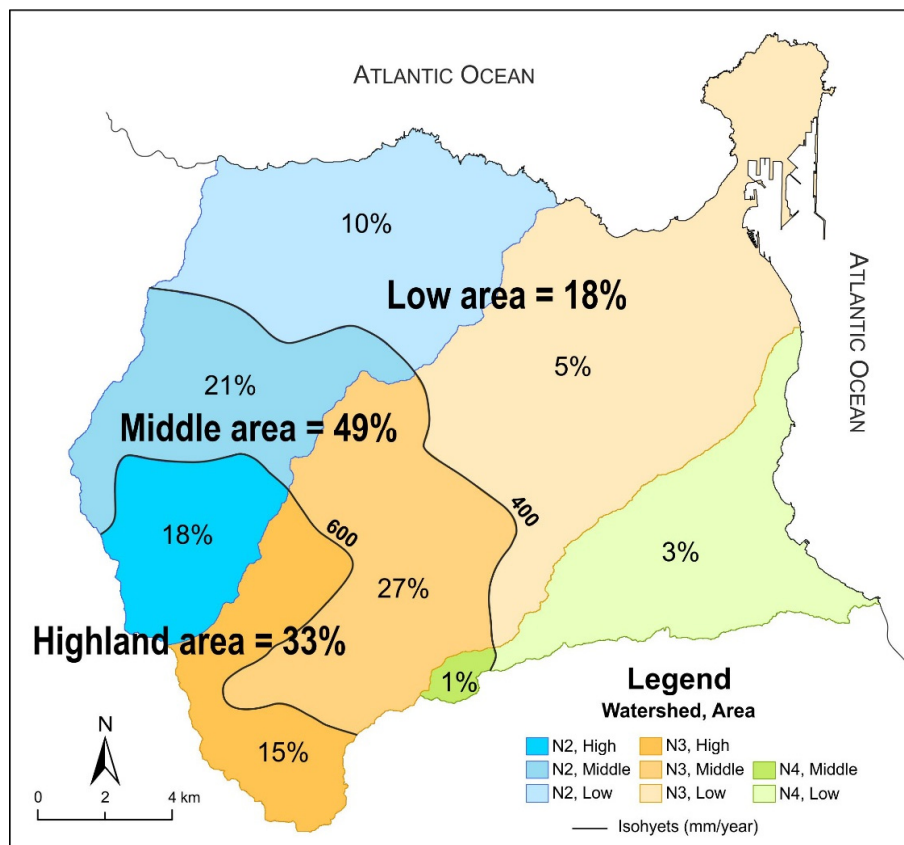 ATLANTIC OCEAN
10%
Low area = 18%
ATLANTIC OCEAN
5%
21%
Middle area = 49%
400
18%
600
3%
27%
Highland area = 33%
1%
15%
N
0 2 4 km
Legend
Watershed, Area
N2, High N3, High
N2, Middle N3, Middle N4, Middle
N2, Low N3, Low N4, Low
Isohyets (mm/year)